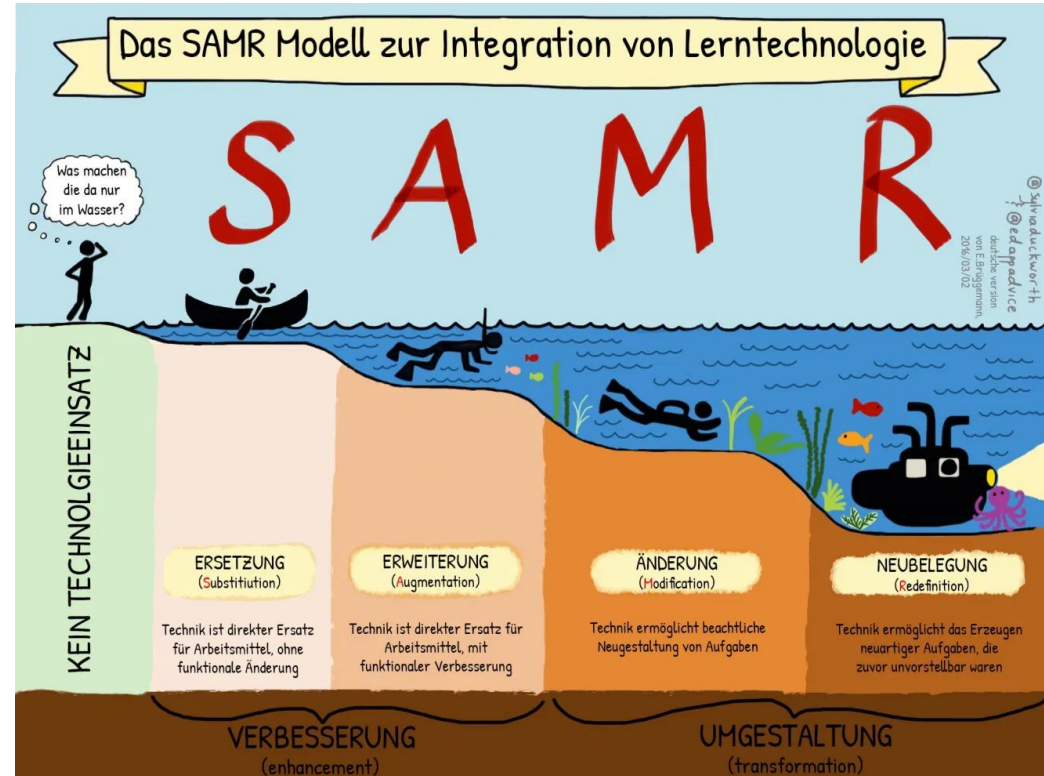 Das SAMR Modell zur Integration von Lerntechnologie
S A M R
Was machen
die da nur
im Wasser?
@sylviaduckworth
& @edappadvice
deutsche version
von E.Brüggemann,
2016/03/02
KEIN TECHNOLGIEEINSATZ
ERSETZUNG
(Substitiution)
Technik ist direkter Ersatz
für Arbeitsmittel, ohne
funktionale Änderung
ERWEITERUNG
(Augmentation)
Technik ist direkter Ersatz für
Arbeitsmittel, mit
funktionaler Verbesserung
ÄNDERUNG
(Modification)
Technik ermöglicht beachtliche
Neugestaltung von Aufgaben
NEUBELEGUNG
(Redefinition)
Technik ermöglicht das Erzeugen
neuartiger Aufgaben, die
zuvor unvorstellbar waren
VERBESSERUNG
(enhancement)
UMGESTALTUNG
(transformation)